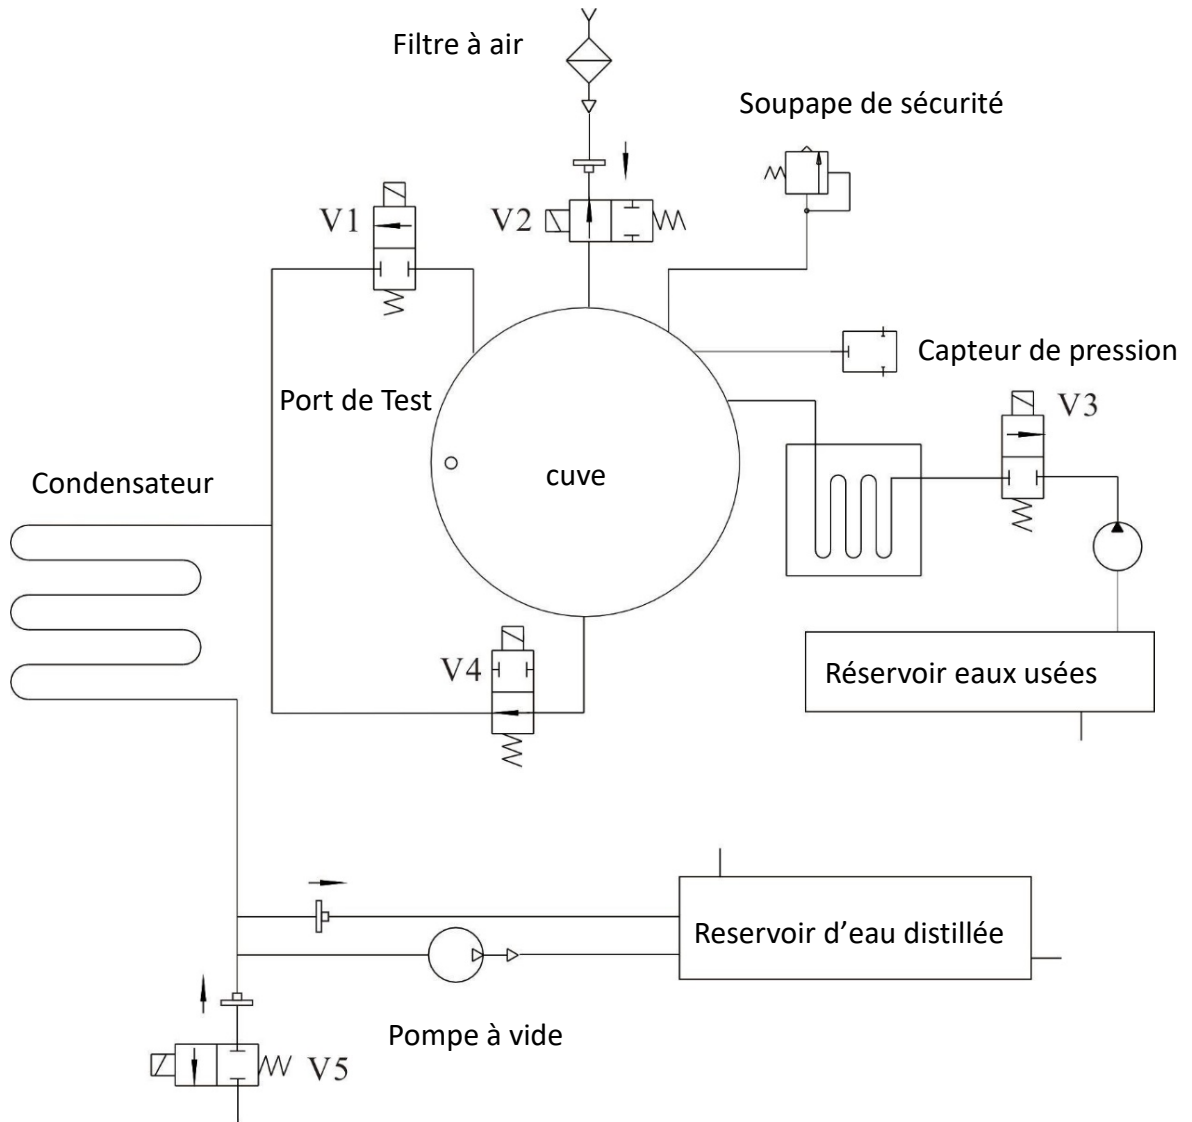 Filtre à air
Soupape de sécurité
V1
V2
Capteur de pression
Port de Test
V3
Condensateur
cuve
V4
Réservoir eaux usées
Reservoir d’eau distillée
Pompe à vide
V5